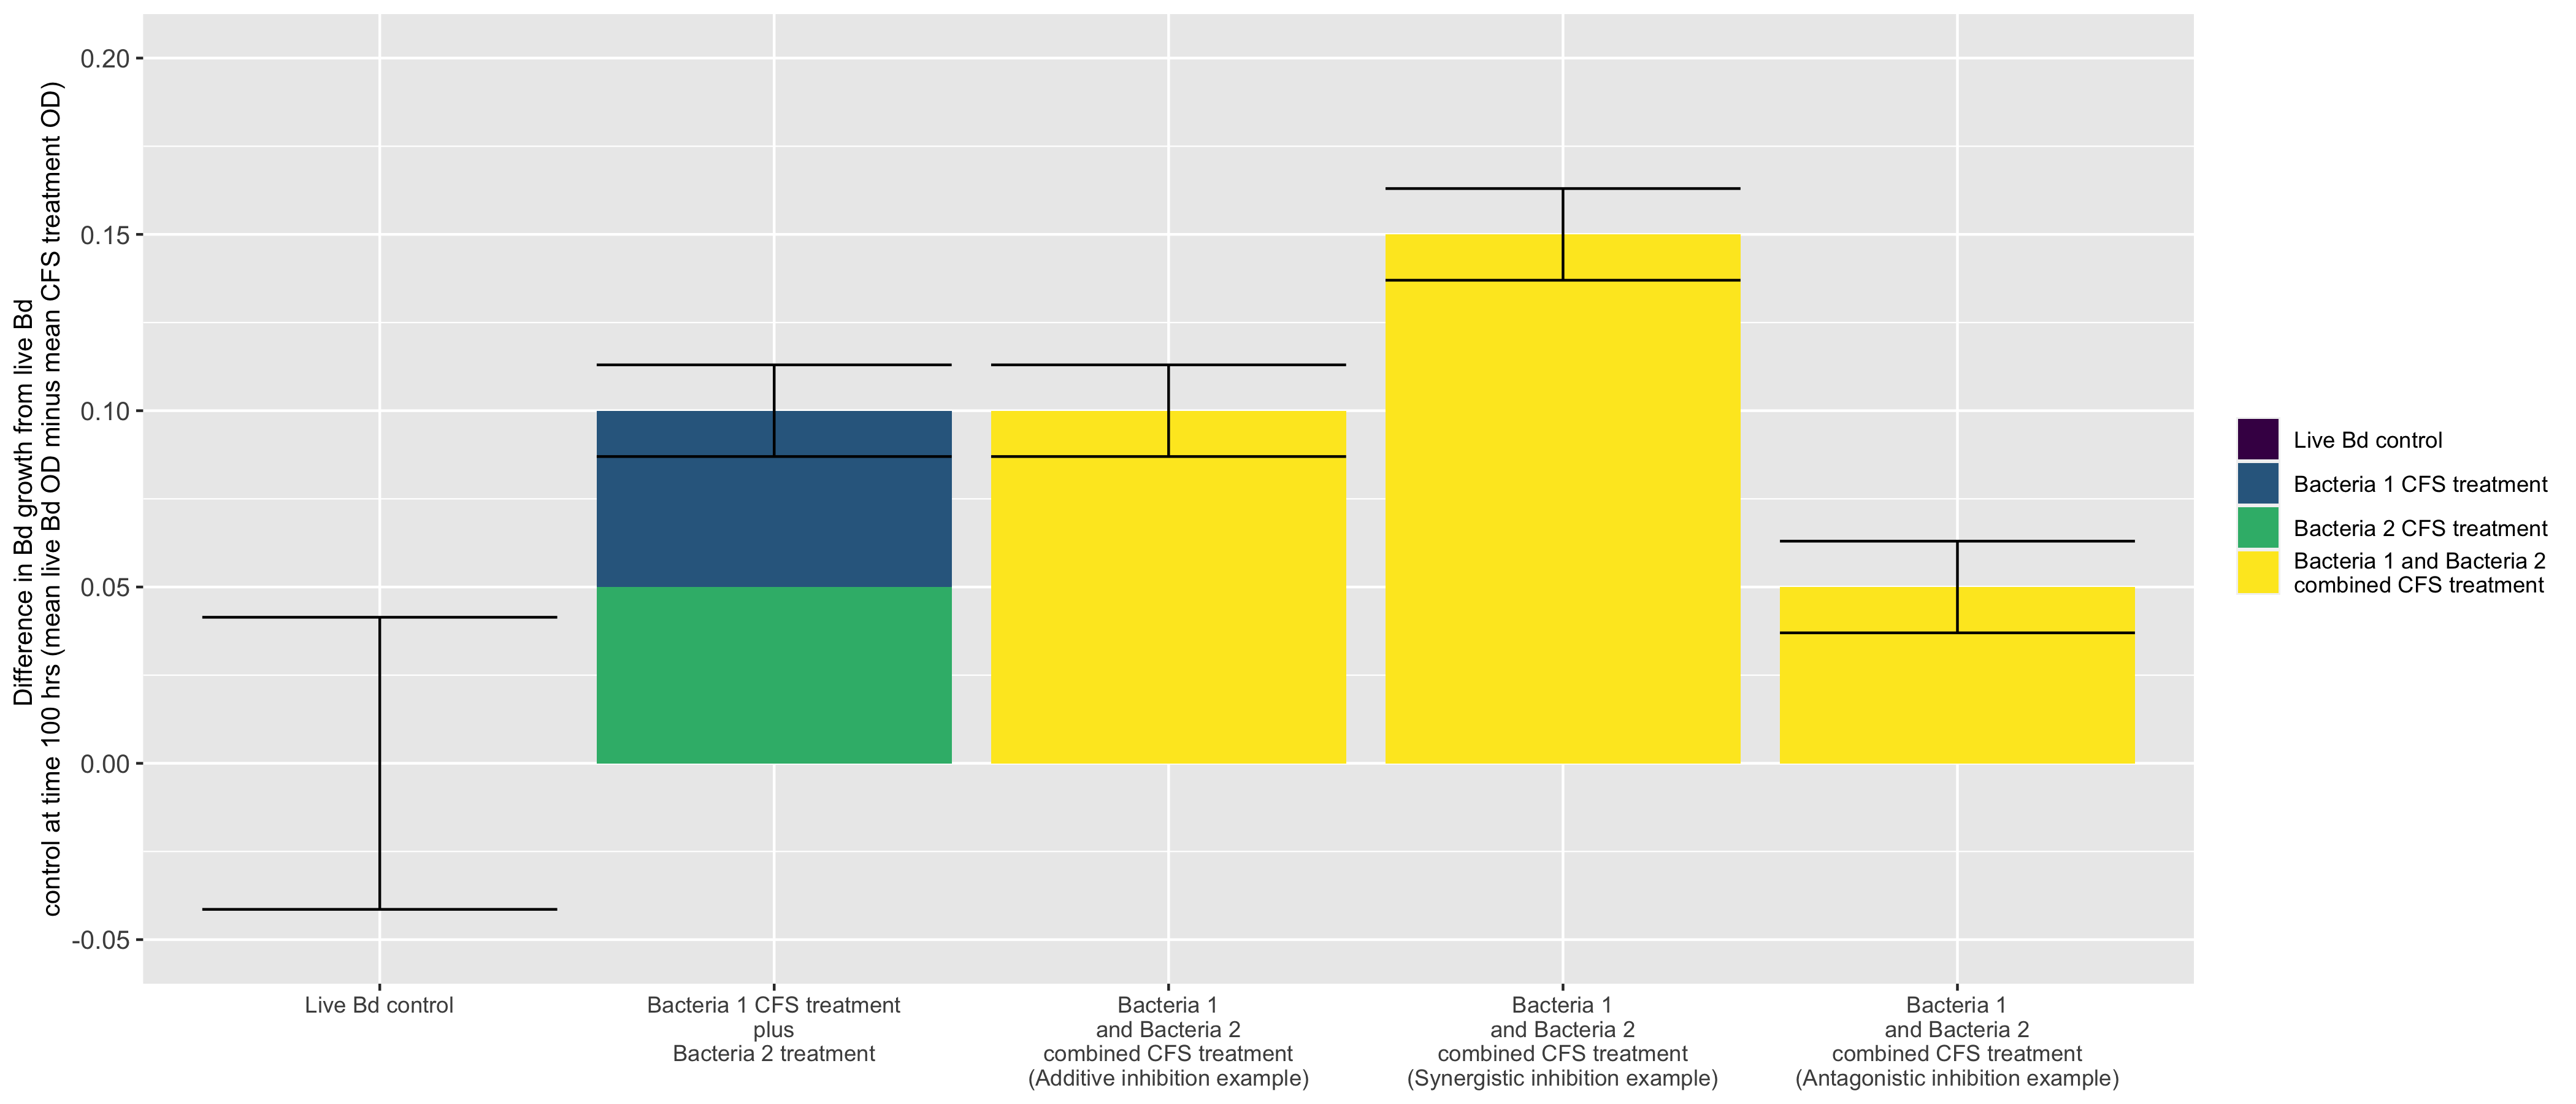 Difference in Bd growth from live Bd
control at time 100 hrs (mean live Bd OD minus mean CFS treatment OD)
0.20
0.15
0.10
0.05
0.00
-0.05
Live Bd control
Bacteria 1 CFS treatment
plus
Bacteria 2 treatment
Bacteria 1
and Bacteria 2
combined CFS treatment
(Additive inhibition example)
Bacteria 1
and Bacteria 2
combined CFS treatment
(Synergistic inhibition example)
Bacteria 1
and Bacteria 2
combined CFS treatment
(Antagonistic inhibition example)
Live Bd control
Bacteria 1 CFS treatment
Bacteria 2 CFS treatment
Bacteria 1 and Bacteria 2
combined CFS treatment